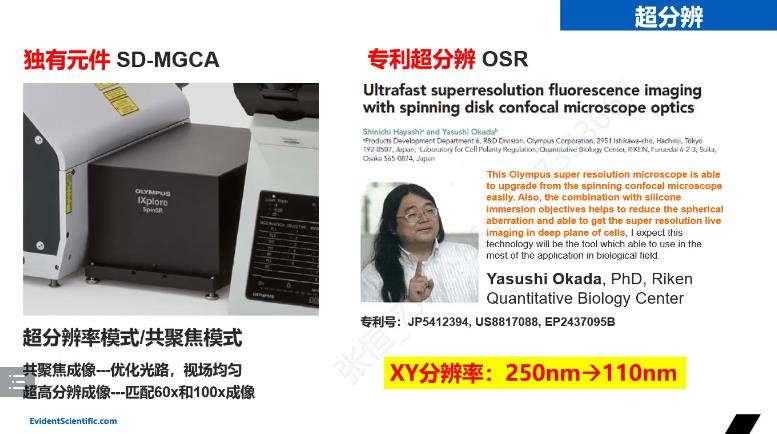 超分辨
独有元件 SD-MGCA
专利超分辨 OSR
OLYMPUS
IXplore
SpinSR
OLYMPUS
Ultrafast superresolution fluorescence imaging
with spinning disk confocal microscope optics
Shinichi Hayashiᵃ and Yasushi Okadaᵇ
ᵃProducts Development Department 6, R&D Division, Olympus Corporation, 2951 Ishikawa-cho, Hachioji, Tokyo
192-8507, Japan; ᵇLaboratory for Cell Polarity Regulation, Quantitative Biology Center, RIKEN, Furuedai 6-2-3, Suita,
Osaka 565-0874, Japan
This Olympus super resolution microscope is able
to upgrade from the spinning confocal microscope
easily. Also, the combination with silicone
immersion objectives helps to reduce the spherical
aberration and able to get the super resolution live
imaging in deep plane of cells, I expect this
technology will be the tool which able to use in the
most of the application in biological field.
Yasushi Okada, PhD, Riken
Quantitative Biology Center
专利号：JP5412394, US8817088, EP2437095B
超分辨率模式/共聚焦模式
共聚焦成像---优化光路，视场均匀
超高分辨成像---匹配60x和100x成像
XY分辨率：250nm→110nm
EvidentScientific.com